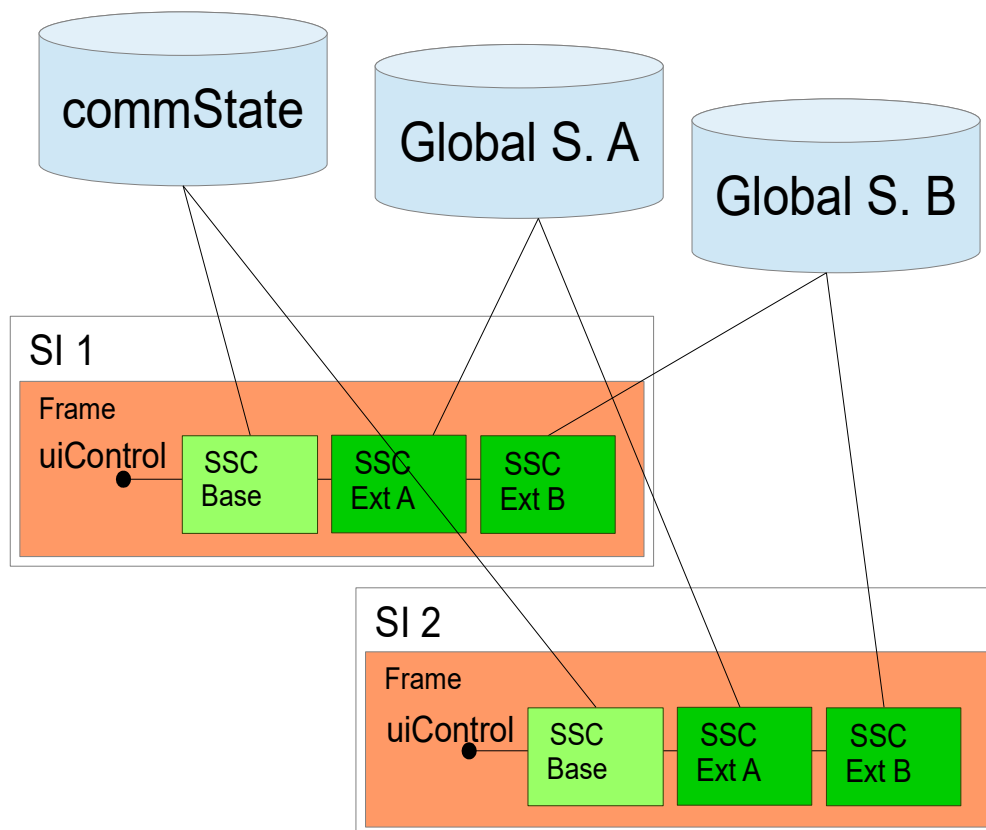 commState
Global S. A
Global S. B
SI 1
Frame
uiControl
SSC
Base
SSC
Ext A
SSC
Ext B
SI 2
Frame
uiControl
SSC
Base
SSC
Ext A
SSC
Ext B